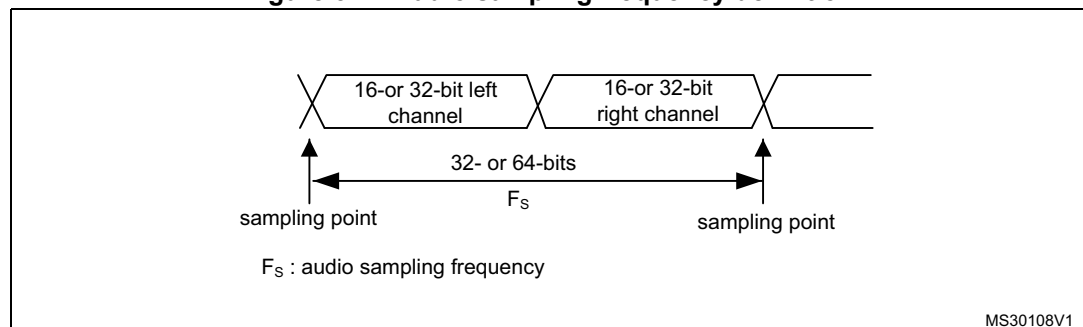 16-or 32-bit left
channel
16-or 32-bit
right channel
32- or 64-bits
FS
sampling point
sampling point
FS : audio sampling frequency
MS30108V1